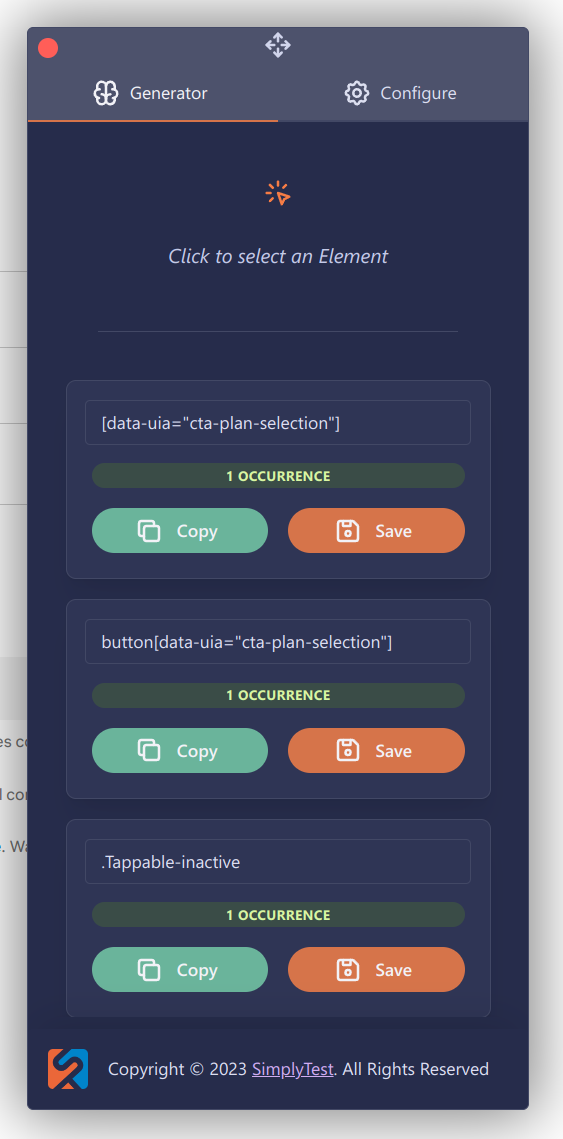 Generator
Configure
Click to select an Element
[data-uia="cta-plan-selection"]
1 OCCURRENCE
Copy
Save
button[data-uia="cta-plan-selection"]
1 OCCURRENCE
Copy
Save
es
.Tappable-inactive
1 OCCURRENCE
Copy
Save
Copyright © 2023 SimplyTest. All Rights Reserved